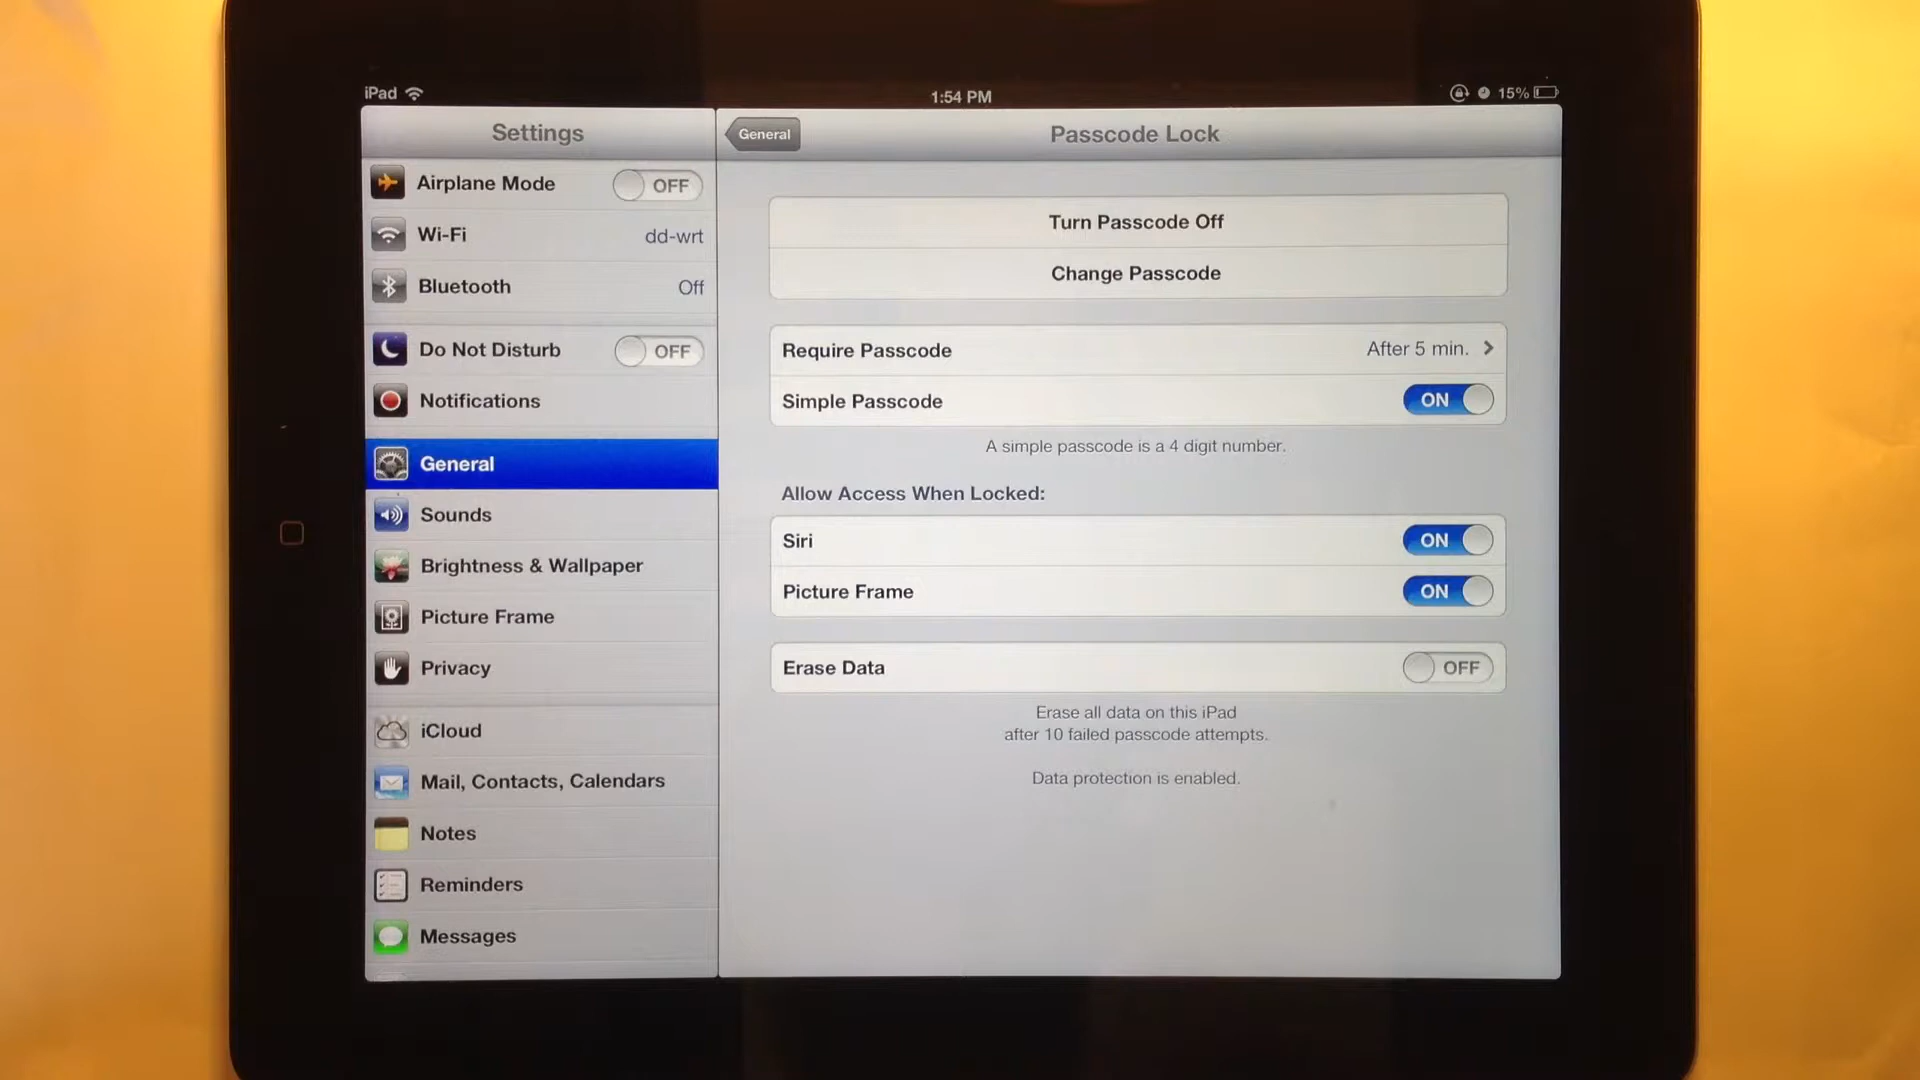 iPad
1:54 PM
15%
Settings
Airplane Mode OFF
Wi-Fi dd-wrt
Bluetooth Off
Do Not Disturb OFF
Notifications
General
Sounds
Brightness & Wallpaper
Picture Frame
Privacy
iCloud
Mail, Contacts, Calendars
Notes
Reminders
Messages
General
Passcode Lock
Turn Passcode Off
Change Passcode
Require Passcode After 5 min.
Simple Passcode ON
A simple passcode is a 4 digit number.
Allow Access When Locked:
Siri ON
Picture Frame ON
Erase Data OFF
Erase all data on this iPad
after 10 failed passcode attempts.
Data protection is enabled.